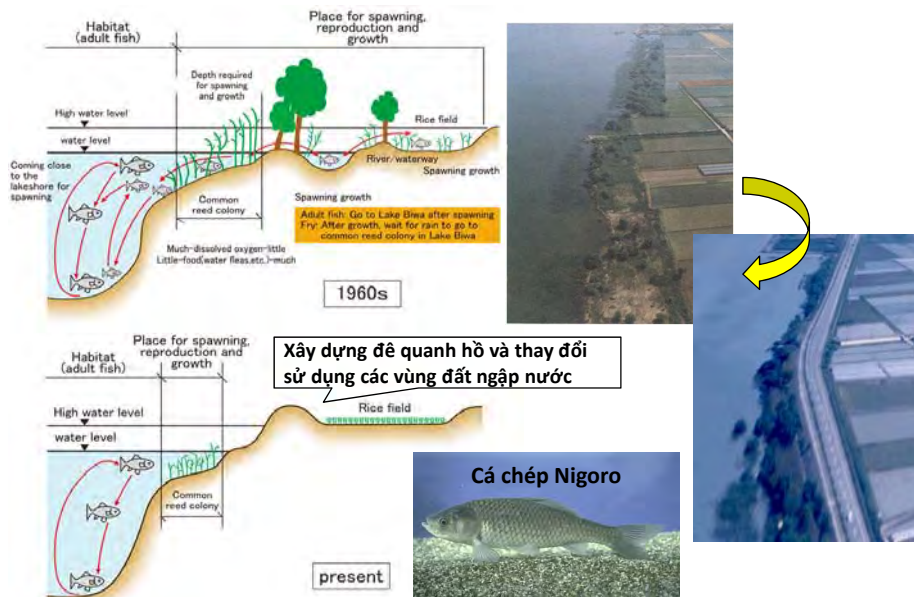 Habitat
(adult fish)
Place for spawning,
reproduction and
growth
Depth required
for spawning
and growth
High water level
water level
Rice field
River/waterway
Spawning growth
Coming close
to the
lakeshore for
spawning
Common
reed colony
Spawning growth
Adult fish: Go to Lake Biwa after spawning
Fry: After growth, wait for rain to go to
common reed colony in Lake Biwa
Much-dissolved oxygen-little
Little-food(water fleas.etc.)-much
1960s
Habitat
(adult fish)
Place for spawning,
reproduction and
growth
Xây dựng đê quanh hồ và thay đổi
sử dụng các vùng đất ngập nước
High water level
Rice field
water level
Common
reed colony
Cá chép Nigoro
present